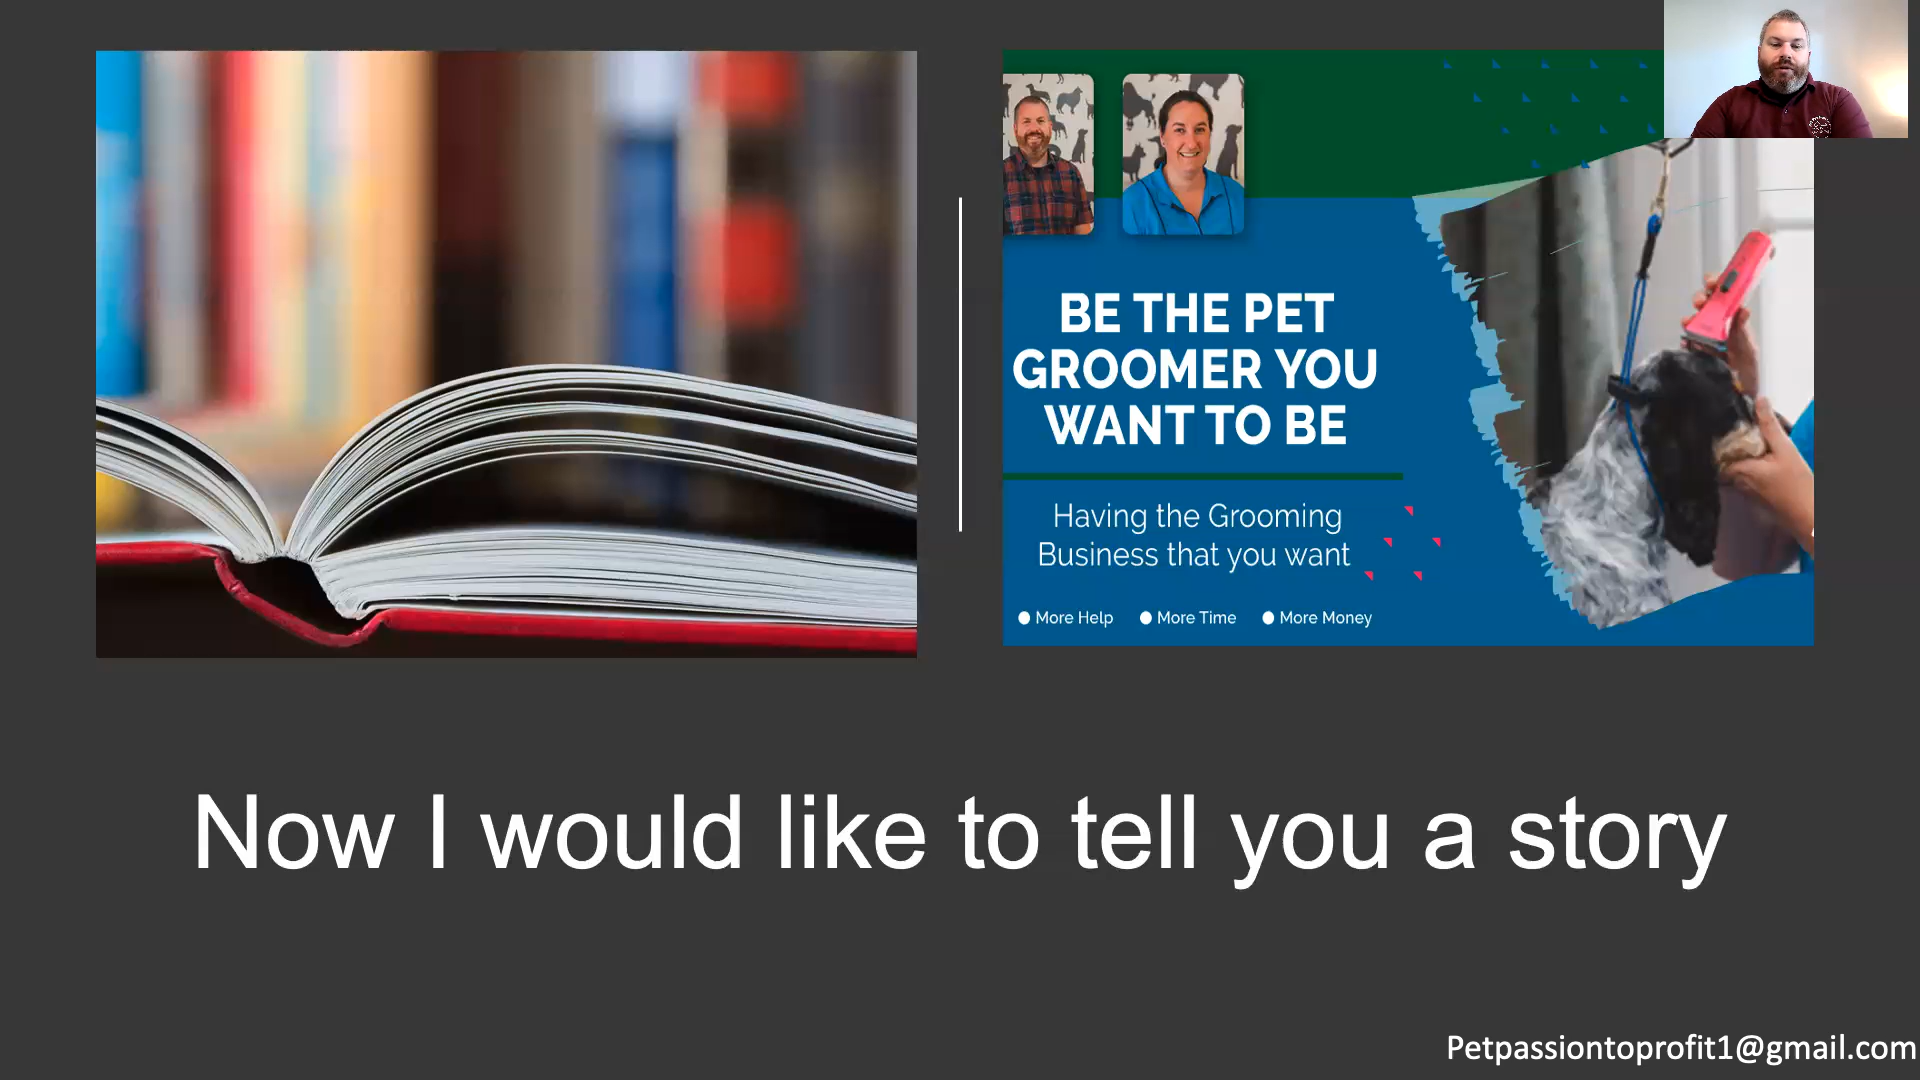 BE THE PET
GROOMER YOU
WANT TO BE
Having the Grooming
Business that you want
More Help More Time More Money
Now I would like to tell you a story
Petpassiontoprofit1@gmail.com